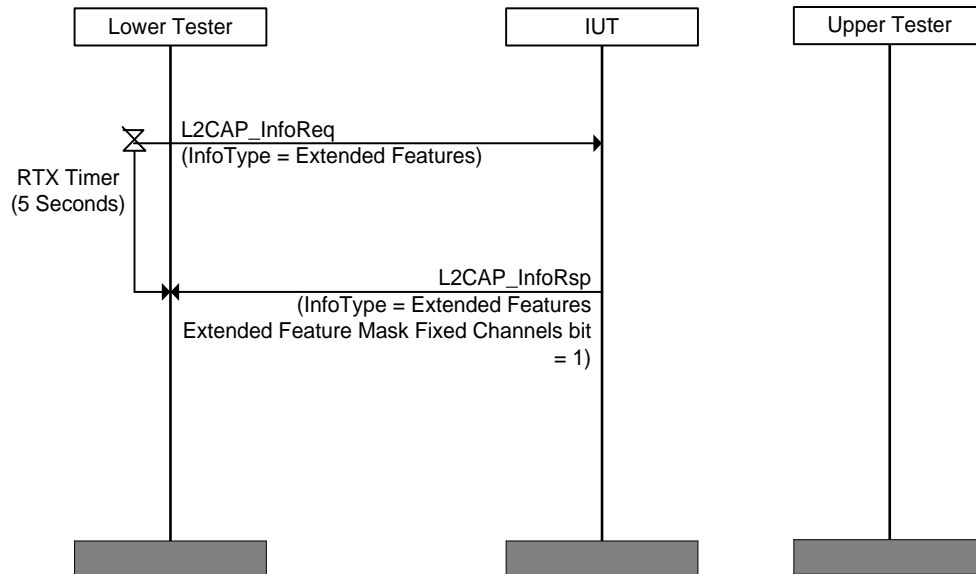 Lower Tester
IUT
Upper Tester
L2CAP_InfoReq
(InfoType = Extended Features)
RTX Timer
(5 Seconds)
L2CAP_InfoRsp
(InfoType = Extended Features
Extended Feature Mask Fixed Channels bit
= 1)